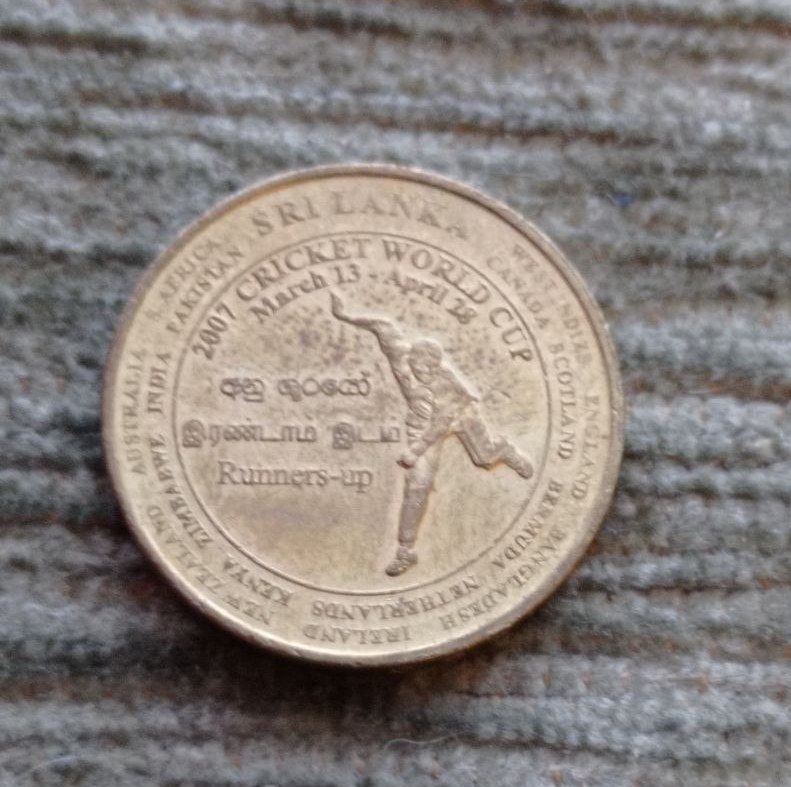 SRI LANKA
WEST INDIES ENGLAND BANGLADESH IRELAND NEW ZEALAND AUSTRALIA S.AFRICA
CANADA SCOTLAND BERMUDA NETHERLANDS KENYA ZIMBABWE INDIA PAKISTAN
2007 CRICKET WORLD CUP
March 13 - April 28
අනු ශූරයෝ
இரண்டாம் இடம்
Runners-up